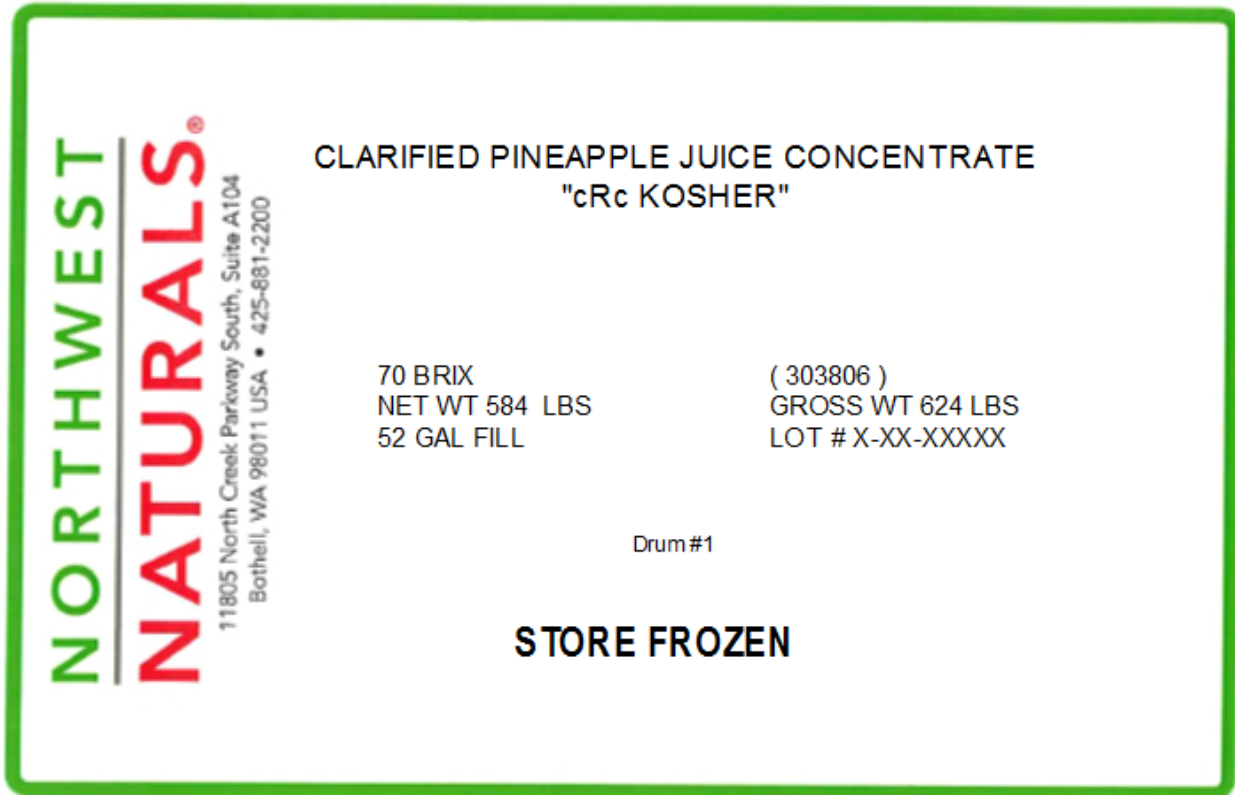 NORTHWEST
NATURALS®
11805 North Creek Parkway South, Suite A104
Bothell, WA 98011 USA • 425-881-2200
CLARIFIED PINEAPPLE JUICE CONCENTRATE
"cRc KOSHER"
70 BRIX ( 303806 )
NET WT 584 LBS GROSS WT 624 LBS
52 GAL FILL LOT # X-XX-XXXXX
Drum #1
STORE FROZEN